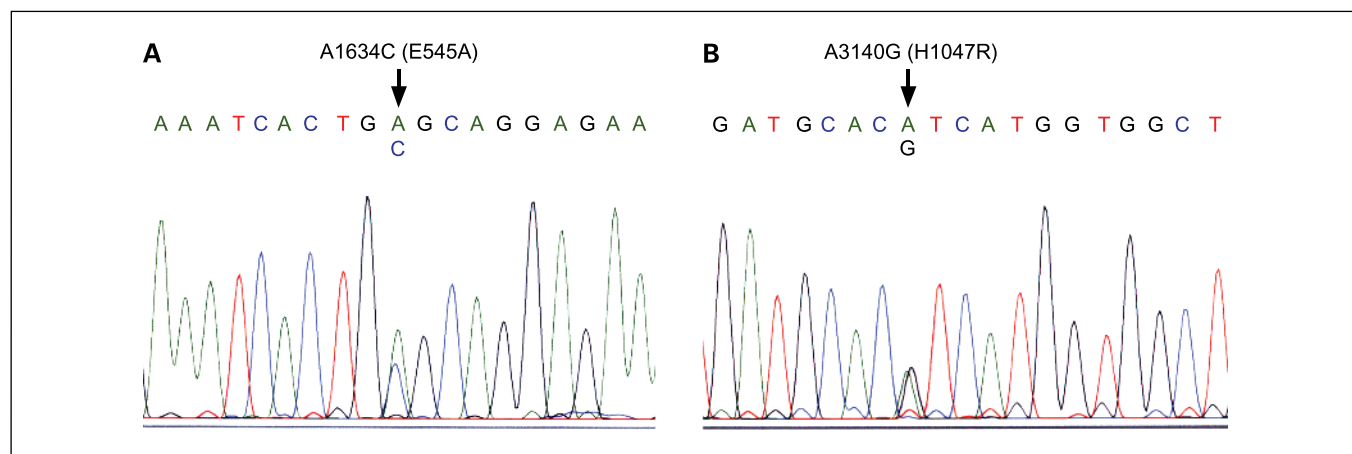 A
A1634C (E545A)
A A A T C A C T G A G C A G G A G A A
C
B
A3140G (H1047R)
G A T G C A C A T C A T G G T G G C T
G